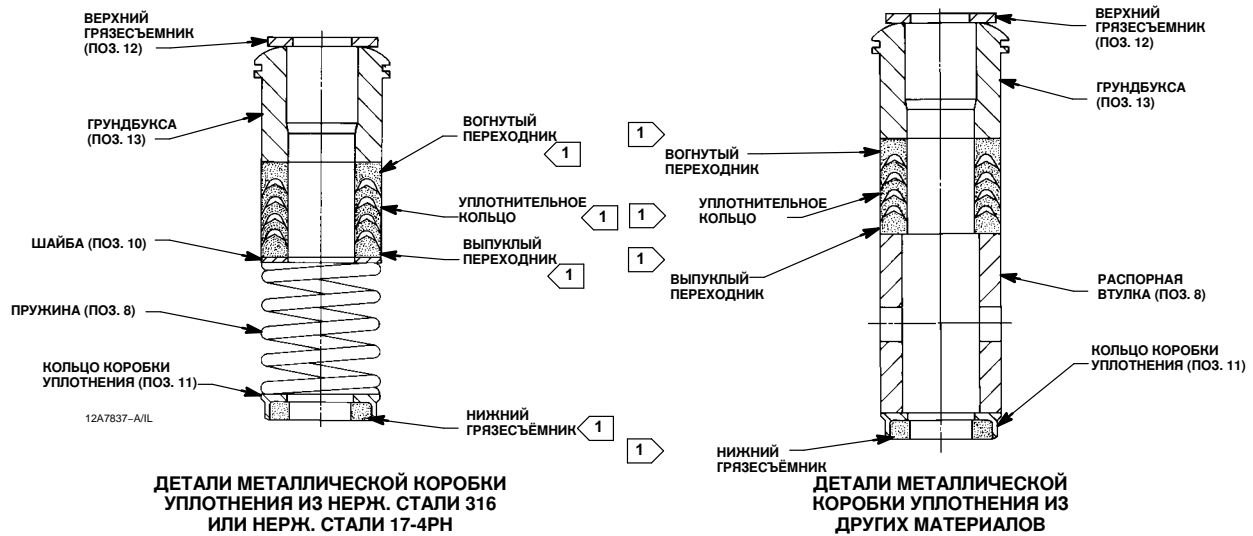 ВЕРХНИЙ
ГРЯЗЕСЪЕМНИК
(ПОЗ. 12)
ГРУНДБУКСА
(ПОЗ. 13)
ВОГНУТЫЙ
ПЕРЕХОДНИК
1
УПЛОТНИТЕЛЬНОЕ
КОЛЬЦО
1
ШАЙБА (ПОЗ. 10)
ВЫПУКЛЫЙ
ПЕРЕХОДНИК
1
ПРУЖИНА (ПОЗ. 8)
КОЛЬЦО КОРОБКИ
УПЛОТНЕНИЯ (ПОЗ. 11)
12A7837–A/IL
НИЖНИЙ
ГРЯЗЕСЪЁМНИК
1
ДЕТАЛИ МЕТАЛЛИЧЕСКОЙ КОРОБКИ
УПЛОТНЕНИЯ ИЗ НЕРЖ. СТАЛИ 316
ИЛИ НЕРЖ. СТАЛИ 17-4PH
ВЕРХНИЙ
ГРЯЗЕСЪЕМНИК
(ПОЗ. 12)
ГРУНДБУКСА
(ПОЗ. 13)
1
ВОГНУТЫЙ
ПЕРЕХОДНИК
1
УПЛОТНИТЕЛЬНОЕ
КОЛЬЦО
1
ВЫПУКЛЫЙ
ПЕРЕХОДНИК
РАСПОРНАЯ
ВТУЛКА (ПОЗ. 8)
КОЛЬЦО КОРОБКИ
УПЛОТНЕНИЯ (ПОЗ. 11)
1
НИЖНИЙ
ГРЯЗЕСЪЁМНИК
ДЕТАЛИ МЕТАЛЛИЧЕСКОЙ
КОРОБКИ УПЛОТНЕНИЯ ИЗ
ДРУГИХ МАТЕРИАЛОВ